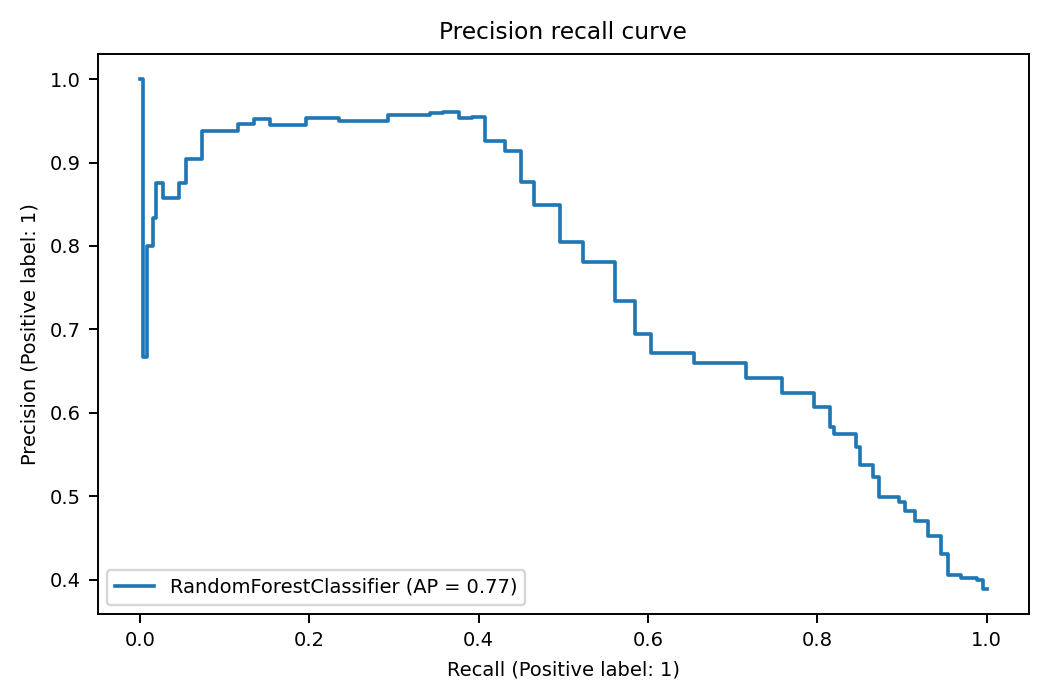 Precision recall curve
1.0
0.9
0.8
0.7
0.6
0.5
0.4
Precision (Positive label: 1)
RandomForestClassifier (AP = 0.77)
0.0 0.2 0.4 0.6 0.8 1.0
Recall (Positive label: 1)